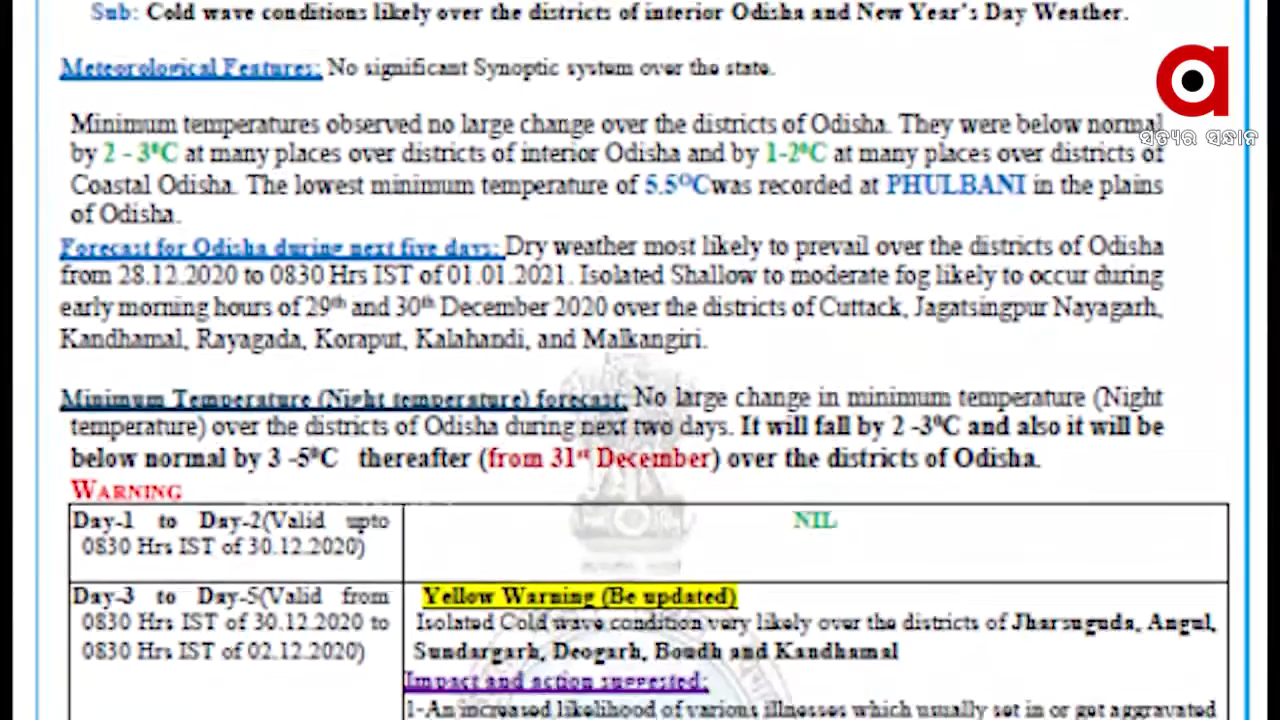 Sub: Cold wave conditions likely over the districts of interior Odisha and New Year's Day Weather.
Meteorological Features: No significant Synoptic system over the state.
ସତ୍ୟର ସନ୍ଧାନ
Minimum temperatures observed no large change over the districts of Odisha. They were below normal
by 2 - 3⁰C at many places over districts of interior Odisha and by 1-2⁰C at many places over districts of
Coastal Odisha. The lowest minimum temperature of 5.5ᴼCwas recorded at PHULBANI in the plains
of Odisha.
Forecast for Odisha during next five days: Dry weather most likely to prevail over the districts of Odisha
from 28.12.2020 to 0830 Hrs IST of 01.01.2021. Isolated Shallow to moderate fog likely to occur during
early morning hours of 29th and 30th December 2020 over the districts of Cuttack, Jagatsingpur Nayagarh,
Kandhamal, Rayagada, Koraput, Kalahandi, and Malkangiri.
Minimum Temperature (Night temperature) forecast: No large change in minimum temperature (Night
temperature) over the districts of Odisha during next two days. It will fall by 2 -3⁰C and also it will be
below normal by 3 -5⁰C thereafter (from 31st December) over the districts of Odisha.
WARNING
Day-1 to Day-2(Valid upto
0830 Hrs IST of 30.12.2020)
NIL
Day-3 to Day-5(Valid from
0830 Hrs IST of 30.12.2020 to
0830 Hrs IST of 02.12.2020)
Yellow Warning (Be updated)
Isolated Cold wave condition very likely over the districts of Jharsuguda, Angul,
Sundargarh, Deogarh, Boudh and Kandhamal
Impact and action suggested:
1-An increased likelihood of various illnesses which usually set in or get aggravated